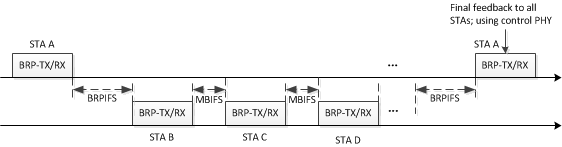 Final feedback to all
STAs; using control PHY
STA A
STA A
BRP-TX/RX
...
BRP-TX/RX
BRPIFS
MBIFS
MBIFS
BRPIFS
BRP-TX/RX
BRP-TX/RX
BRP-TX/RX
...
STA B
STA C
STA D